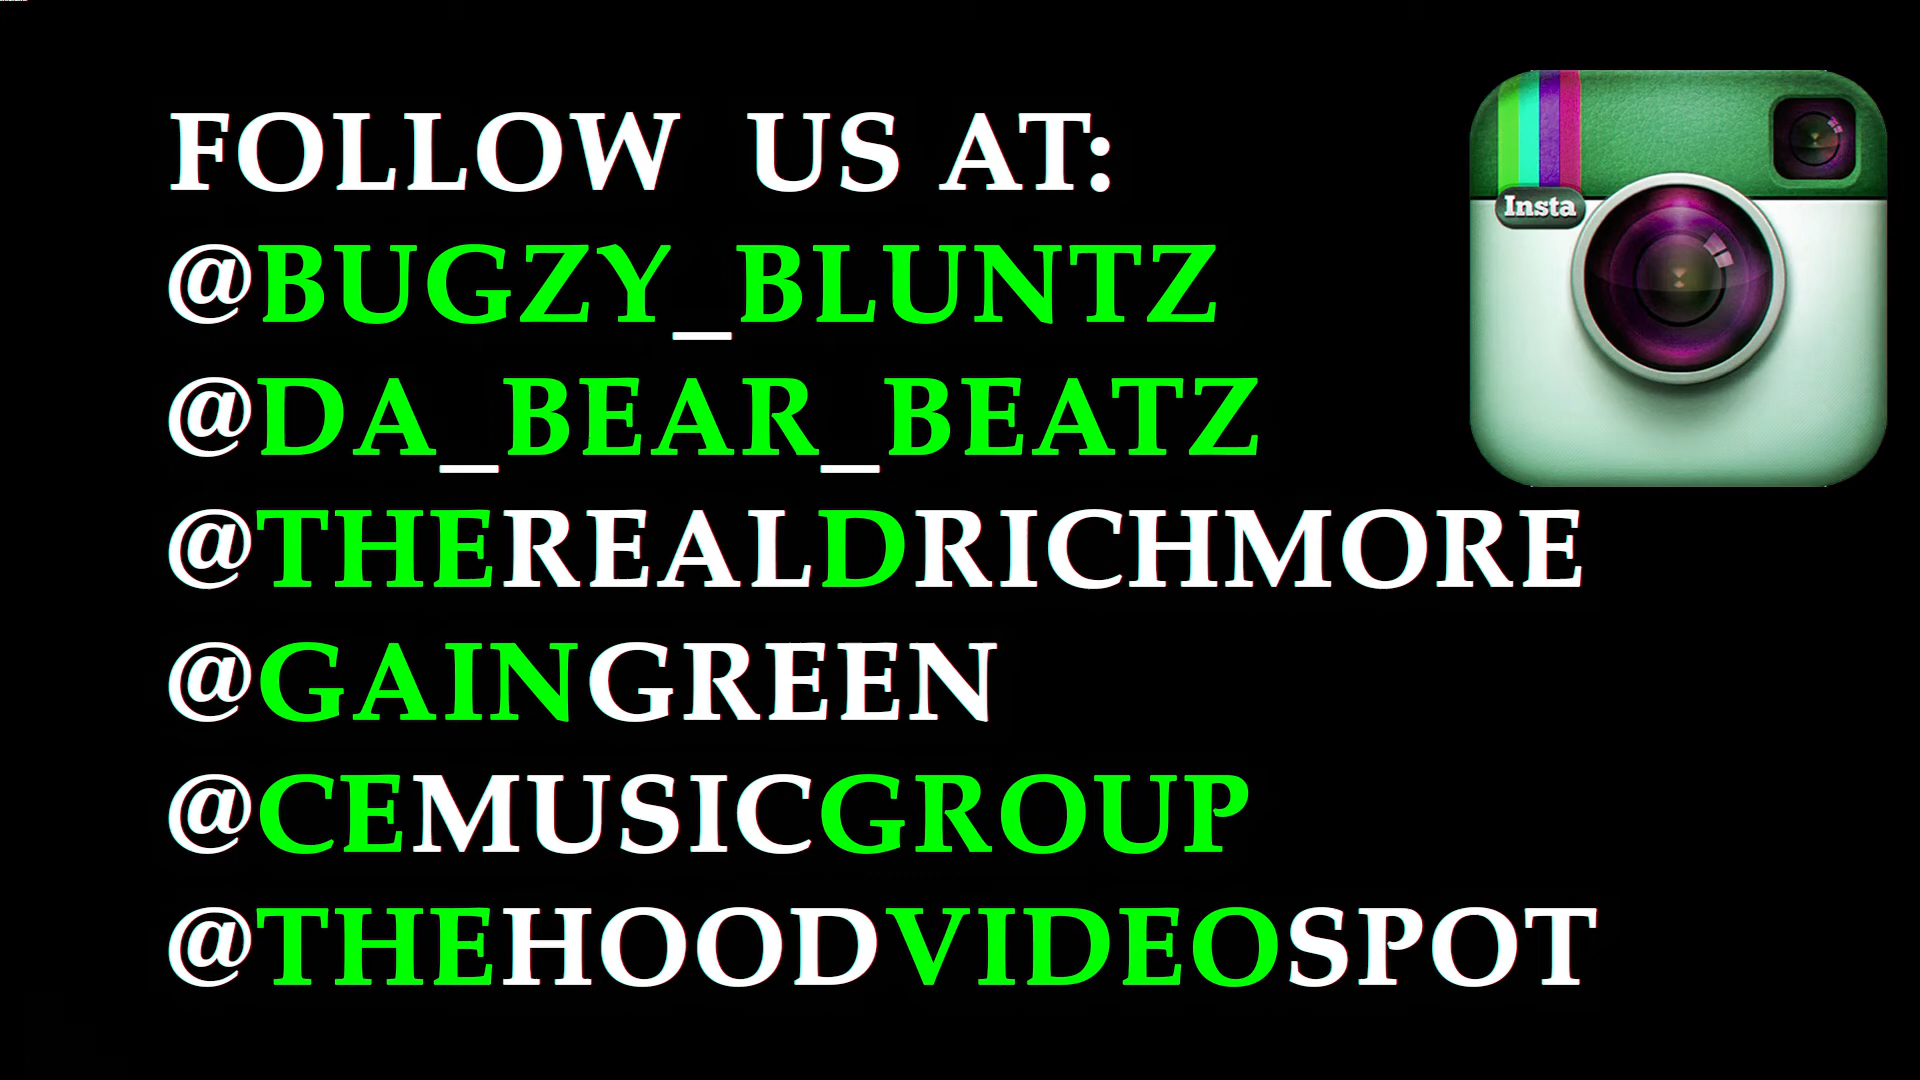 FOLLOW US AT:
@BUGZY_BLUNTZ
@DA_BEAR_BEATZ
@THEREALDRICHMORE
@GAINGREEN
@CEMUSICGROUP
@THEHOODVIDEOSPOT
Insta